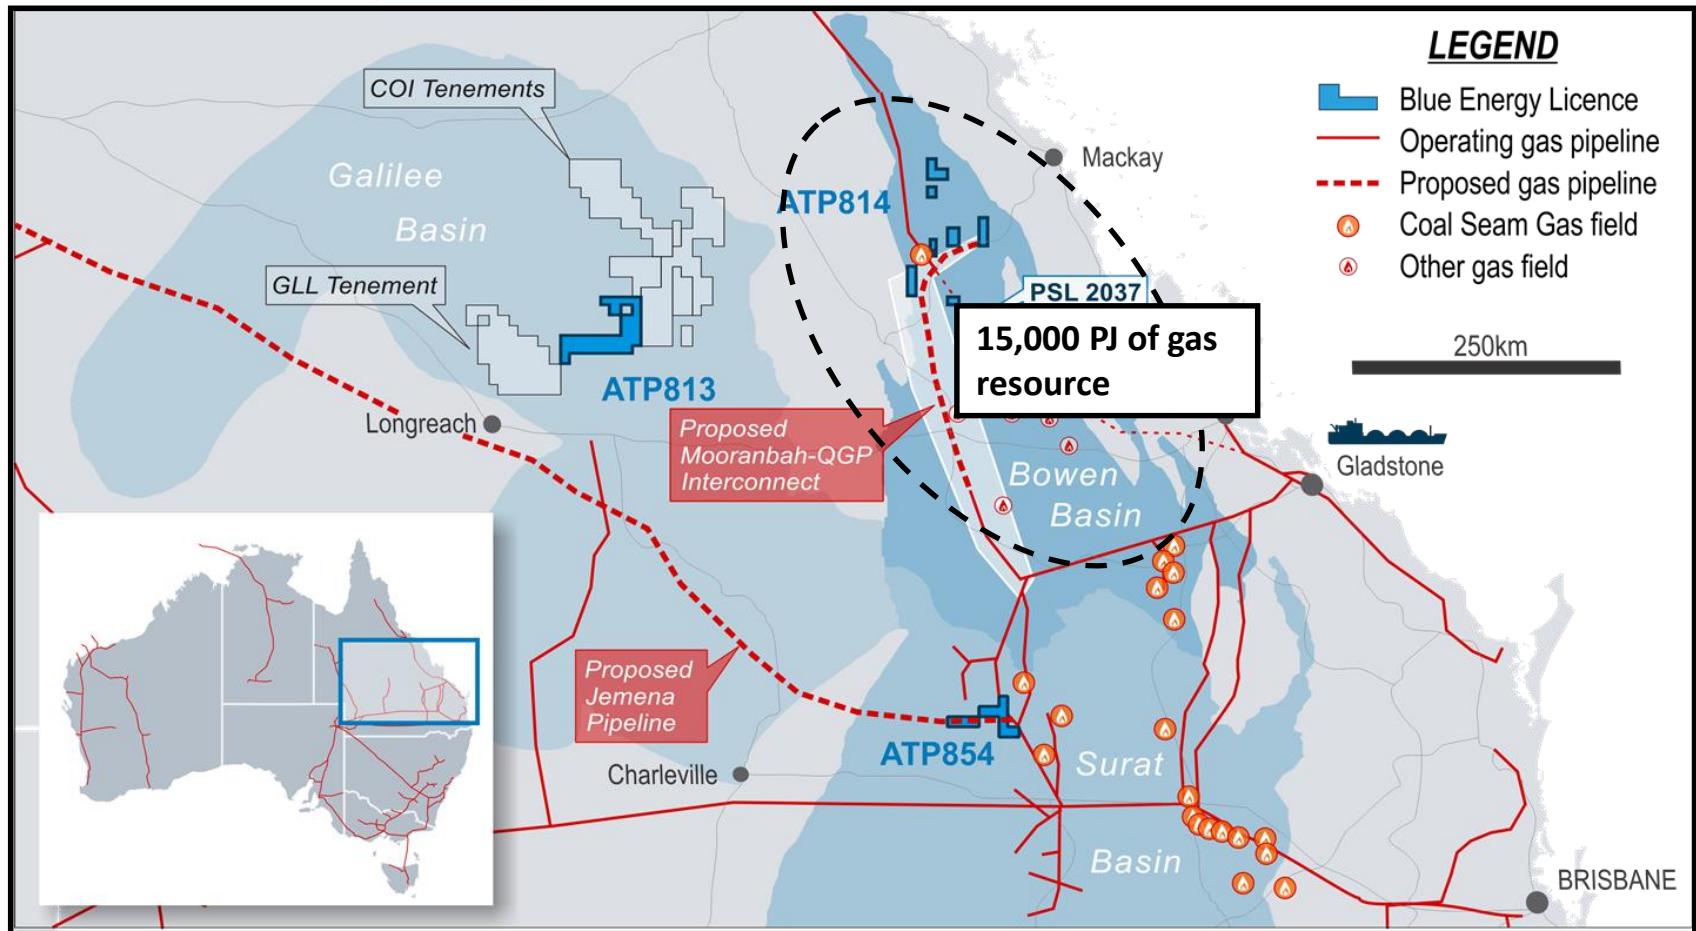 LEGEND
Blue Energy Licence
Operating gas pipeline
Proposed gas pipeline
Coal Seam Gas field
Other gas field
250km
COI Tenements
Galilee
Basin
GLL Tenement
ATP813
Longreach
ATP814
Mackay
PSL 2037
15,000 PJ of gas
resource
Proposed
Mooranbah-QGP
Interconnect
Bowen
Basin
Gladstone
Proposed
Jemena
Pipeline
ATP854
Charleville
Surat
Basin
BRISBANE